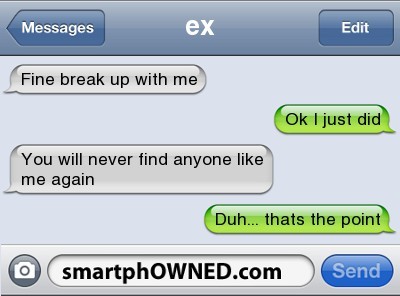 Messages
ex
Edit
Fine break up with me
Ok I just did
You will never find anyone like
me again
Duh... thats the point
smartphOWNED.com
Send